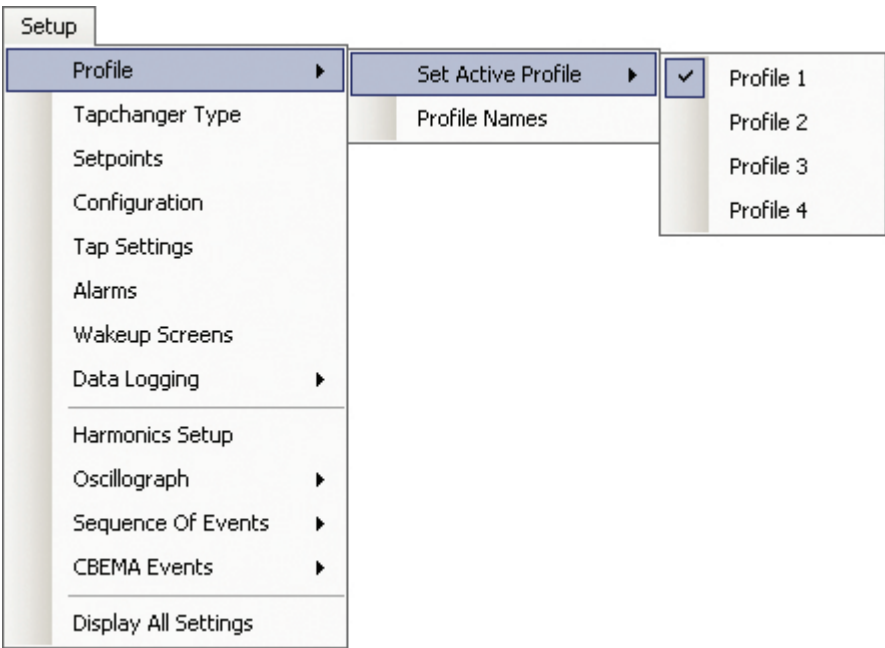 Setup
Profile
Tapchanger Type
Setpoints
Configuration
Tap Settings
Alarms
Wakeup Screens
Data Logging
Harmonics Setup
Oscillograph
Sequence Of Events
CBEMA Events
Display All Settings
Set Active Profile
Profile Names
Profile 1
Profile 2
Profile 3
Profile 4